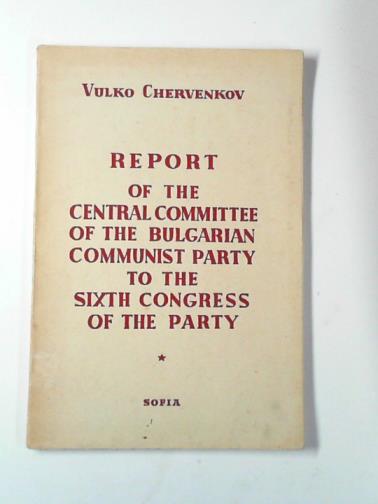 VULKO CHERVENKOV
REPORT
OF THE
CENTRAL COMMITTEE
OF THE BULGARIAN
COMMUNIST PARTY
TO THE
SIXTH CONGRESS
OF THE PARTY
★
SOFIA